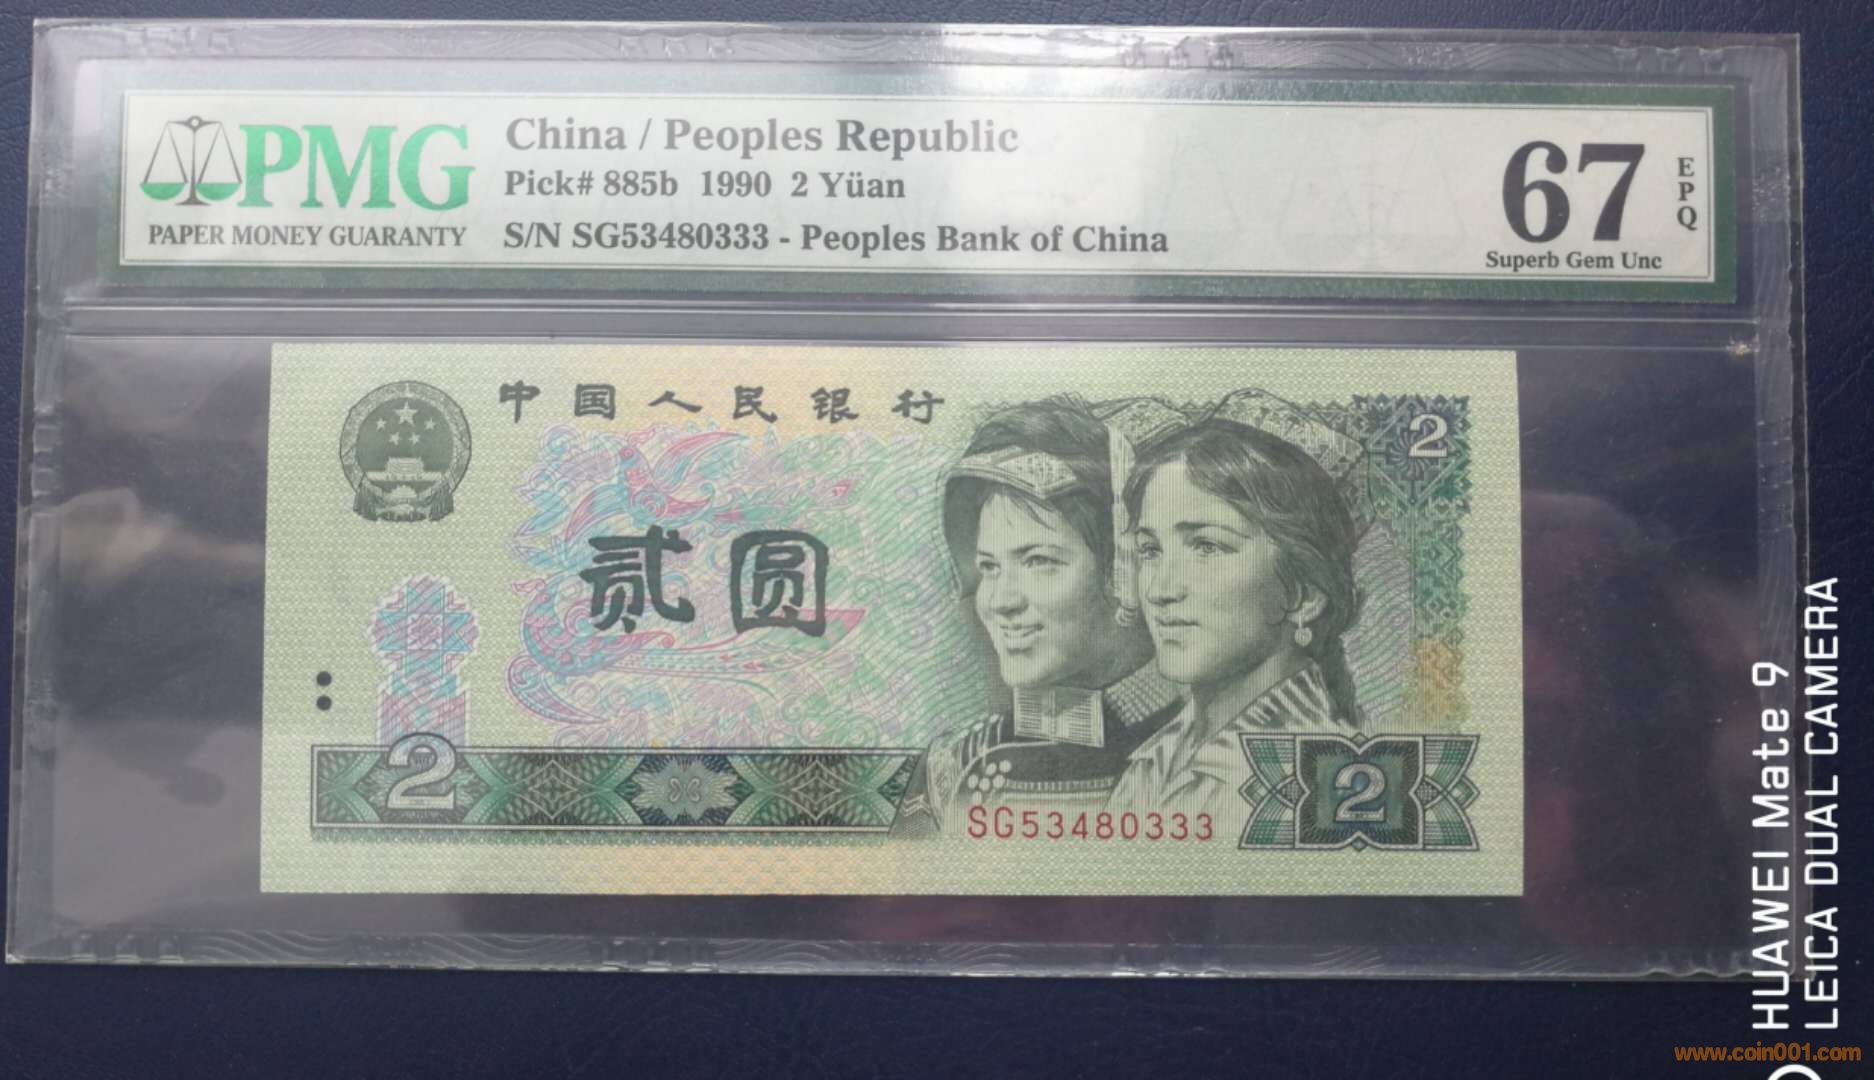 PMG
PAPER MONEY GUARANTY
China / Peoples Republic
Pick# 885b 1990 2 Yüan
S/N SG53480333 - Peoples Bank of China
67
EPQ
Superb Gem Unc
中国人民银行
2
贰圆
2
2
SG53480333
HUAWEI Mate 9
LEICA DUAL CAMERA
www.coin001.com